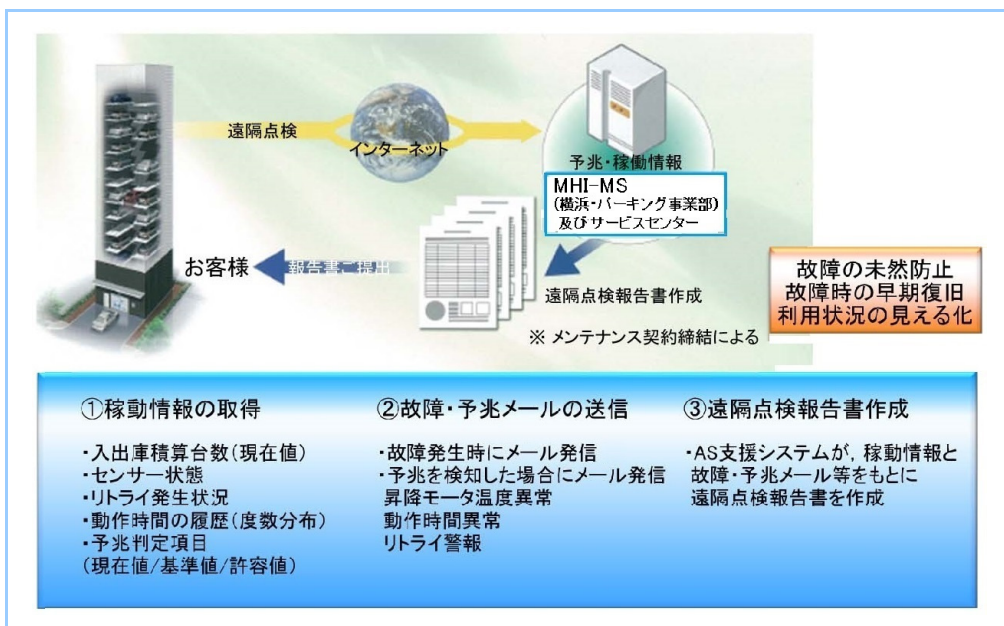 遠隔点検
インターネット
予兆・稼働情報
MHI-MS
(横浜・パーキング事業部)
及びサービスセンター
お客様
報告書ご提出
遠隔点検報告書作成
※ メンテナンス契約締結による
故障の未然防止
故障時の早期復旧
利用状況の見える化
①稼動情報の取得
・入出庫積算台数(現在値)
・センサー状態
・リトライ発生状況
・動作時間の履歴(度数分布)
・予兆判定項目
(現在値/基準値/許容値)
②故障・予兆メールの送信
・故障発生時にメール発信
・予兆を検知した場合にメール発信
昇降モータ温度異常
動作時間異常
リトライ警報
③遠隔点検報告書作成
・AS支援システムが，稼動情報と
故障・予兆メール等をもとに
遠隔点検報告書を作成